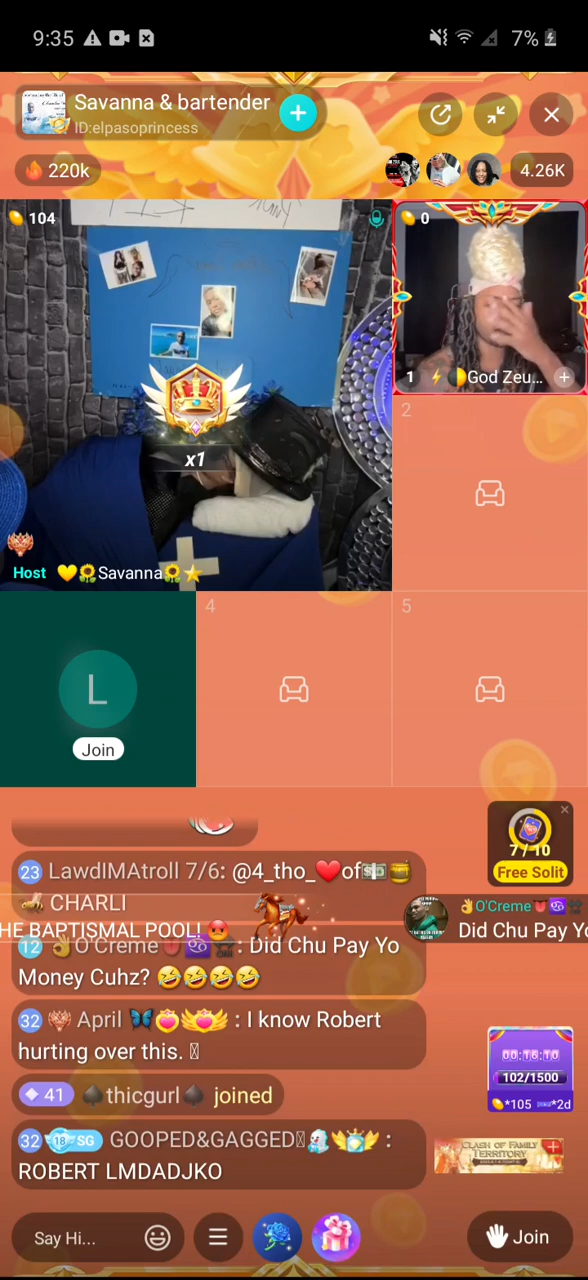 9:35
7%
Savanna & bartender
ID:elpasoprincess
220k
4.26K
104
0
x1
Host 💛🌻Savanna🌻⭐
1 ⚡🌓God Zeu...
2
L
Join
4
5
7/10
Free Solit
23 LawdIMAtroll 7/6: @4_tho_❤️of💵🍯
🐝 CHARLI
HE BAPTISMAL POOL! 😡
👌O'Creme👅♋
Did Chu Pay Yo
12 👌O'Creme👅♋: Did Chu Pay Yo
Money Cuhz? 🤣🤣🤣🤣
32 April 🦋 : I know Robert
hurting over this.
00:16:10
102/1500
*105 *2d
41 ♠️thicgurl♠️ joined
32 18 SG GOOPED&GAGGED :
ROBERT LMDADJKO
CLASH OF FAMILY
TERRITORY
Say Hi...
Join